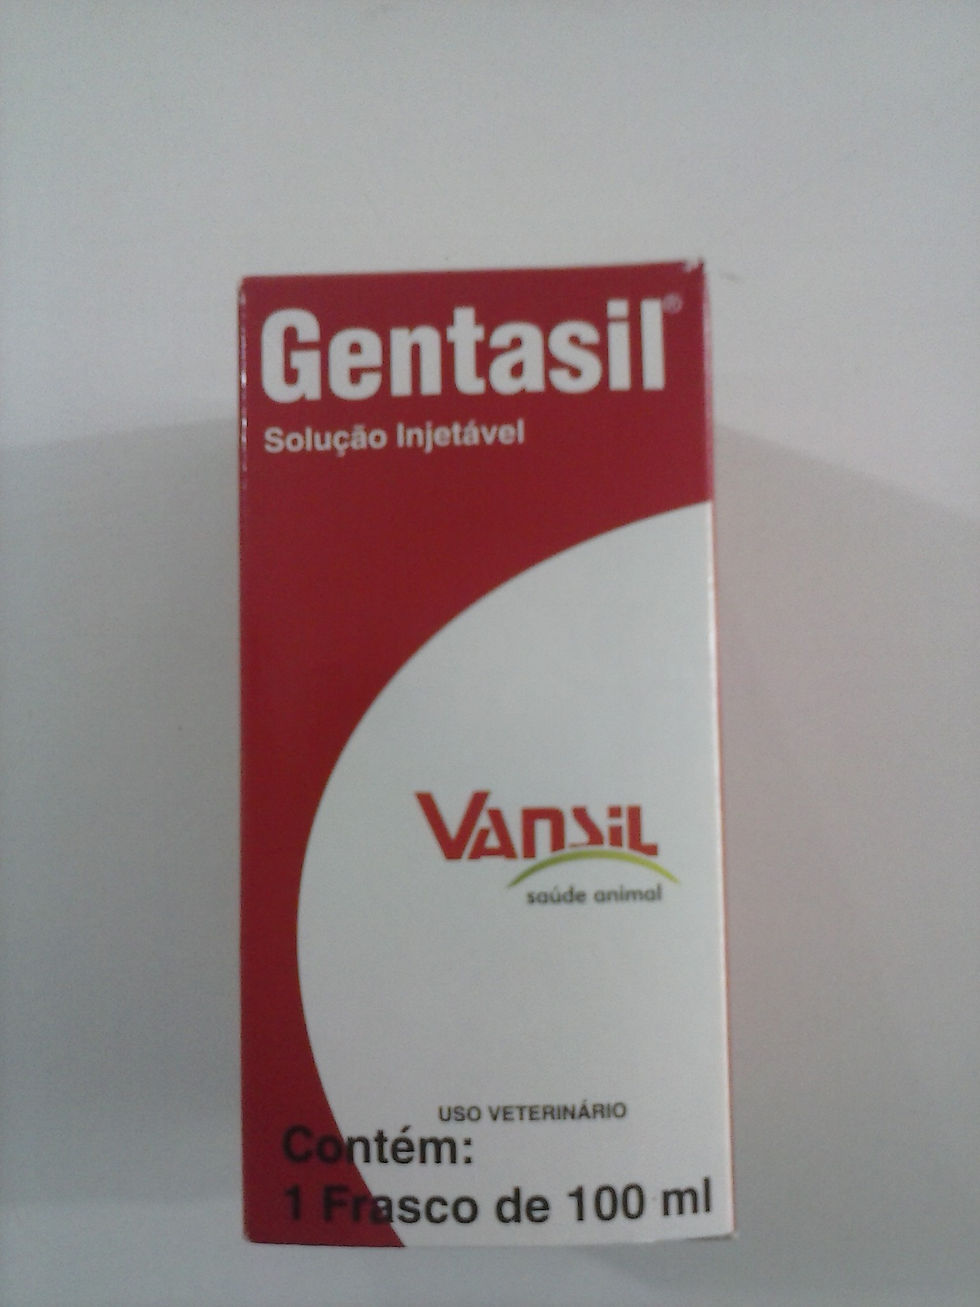 Gentasil®
Solução Injetável
VANSIL
saúde animal
USO VETERINÁRIO
Contém:
1 Frasco de 100 ml